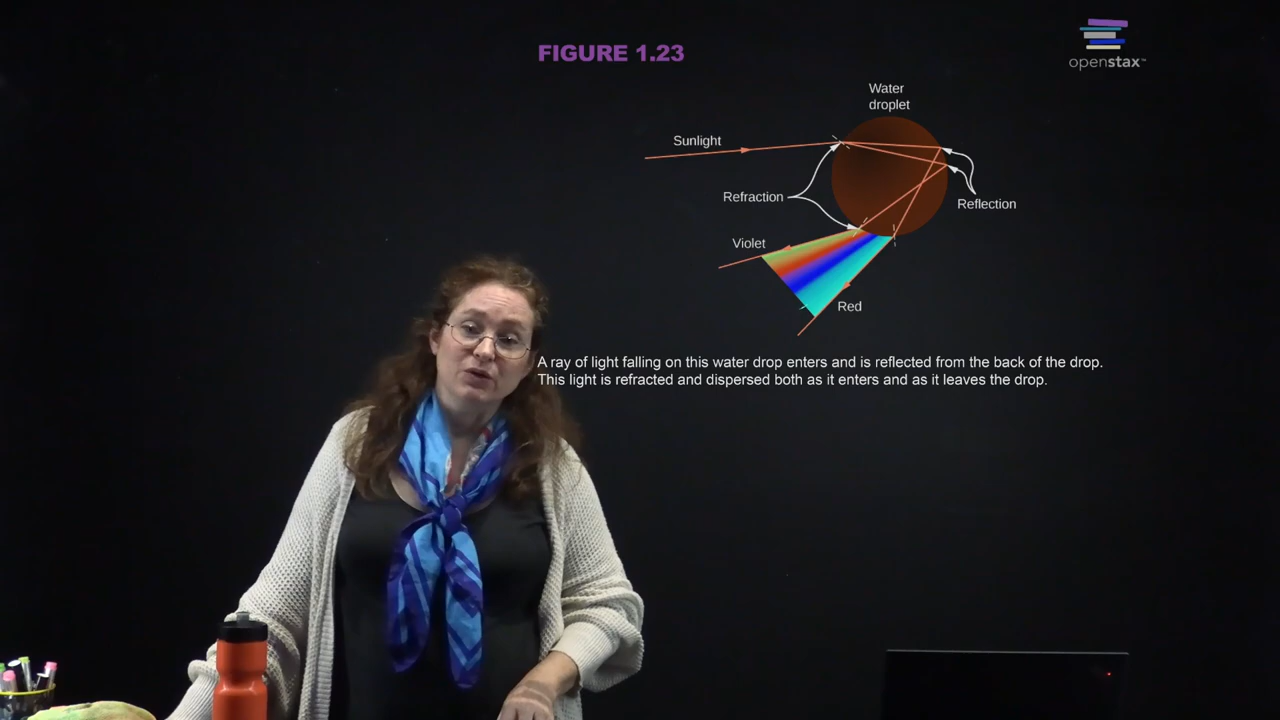 FIGURE 1.23
openstax™
Water
droplet
Sunlight
Refraction
Reflection
Violet
Red
A ray of light falling on this water drop enters and is reflected from the back of the drop.
This light is refracted and dispersed both as it enters and as it leaves the drop.